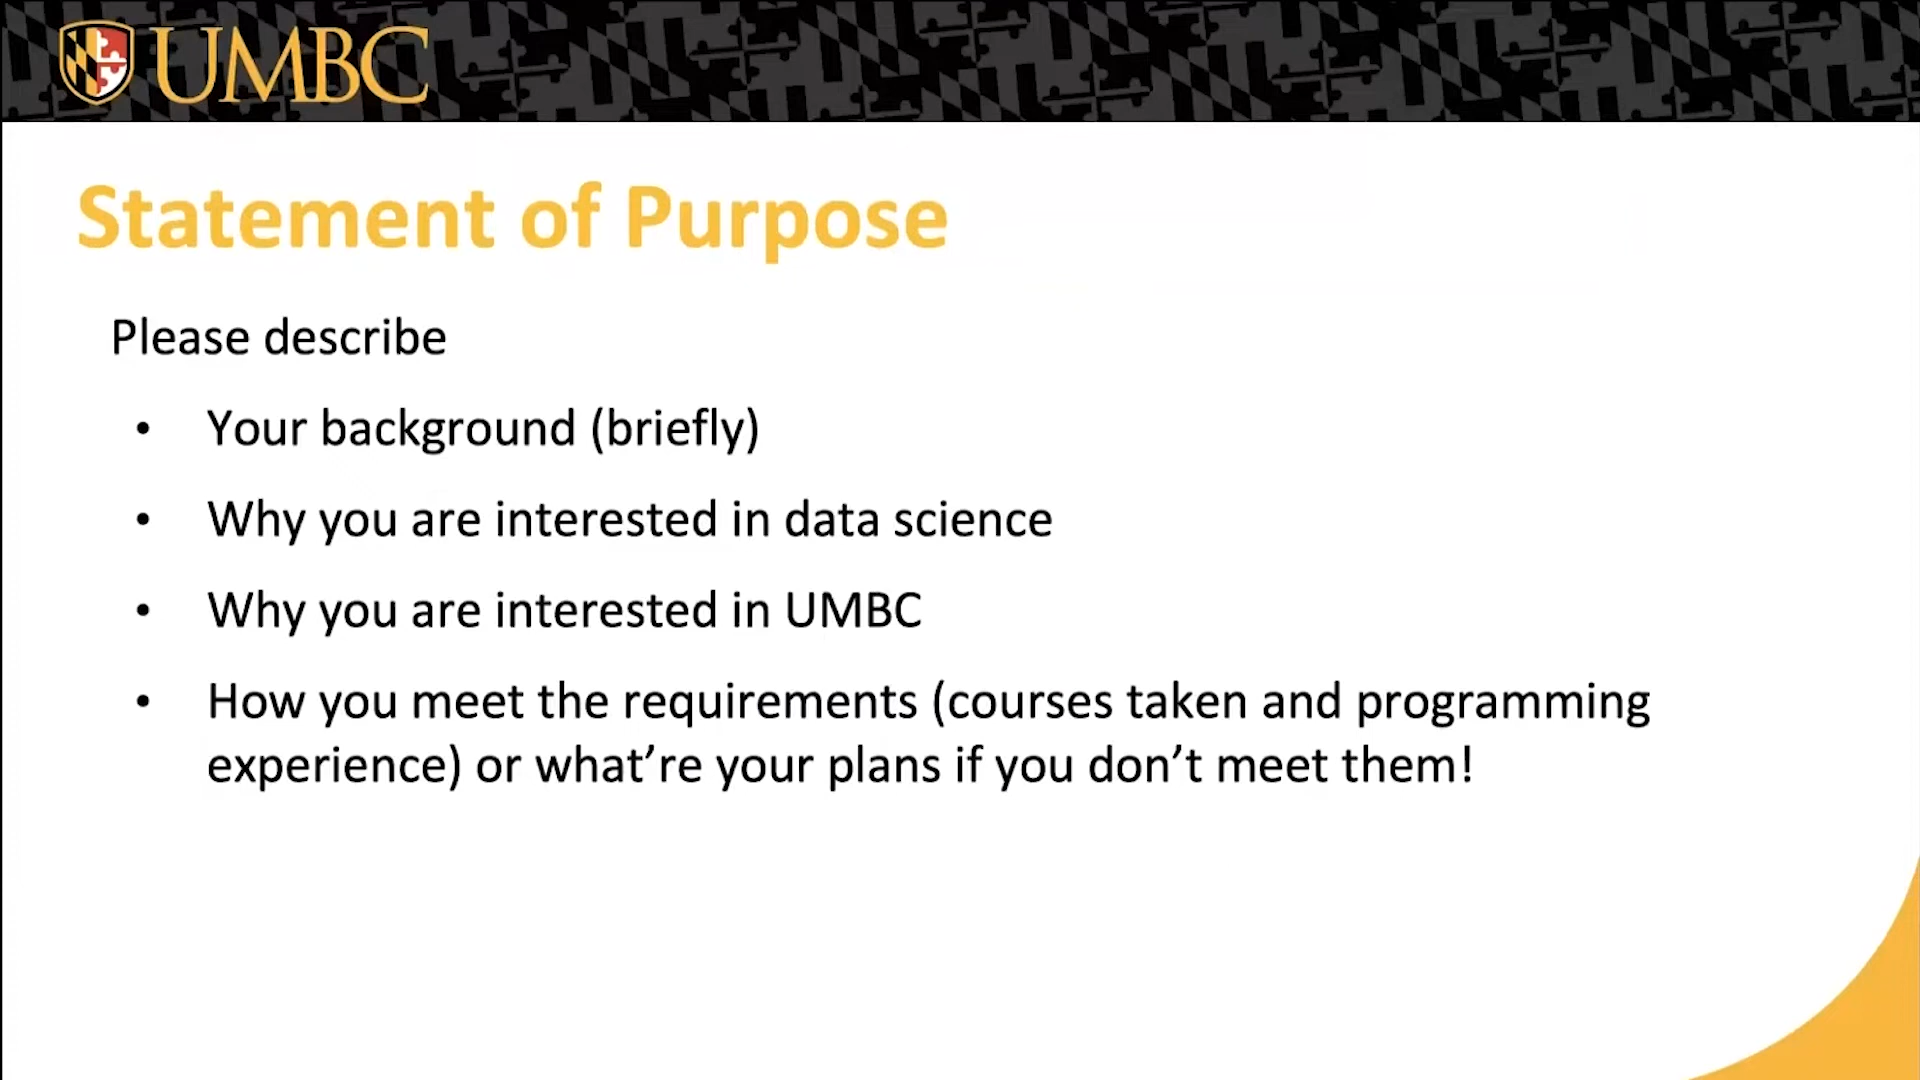 UMBC
Statement of Purpose
Please describe
• Your background (briefly)
• Why you are interested in data science
• Why you are interested in UMBC
• How you meet the requirements (courses taken and programming
experience) or what’re your plans if you don’t meet them!